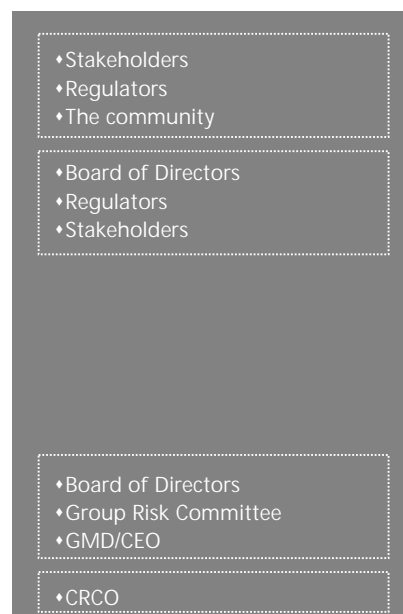 ⬩Stakeholders
⬩Regulators
⬩The community
⬩Board of Directors
⬩Regulators
⬩Stakeholders
⬩Board of Directors
⬩Group Risk Committee
⬩GMD/CEO
⬩CRCO